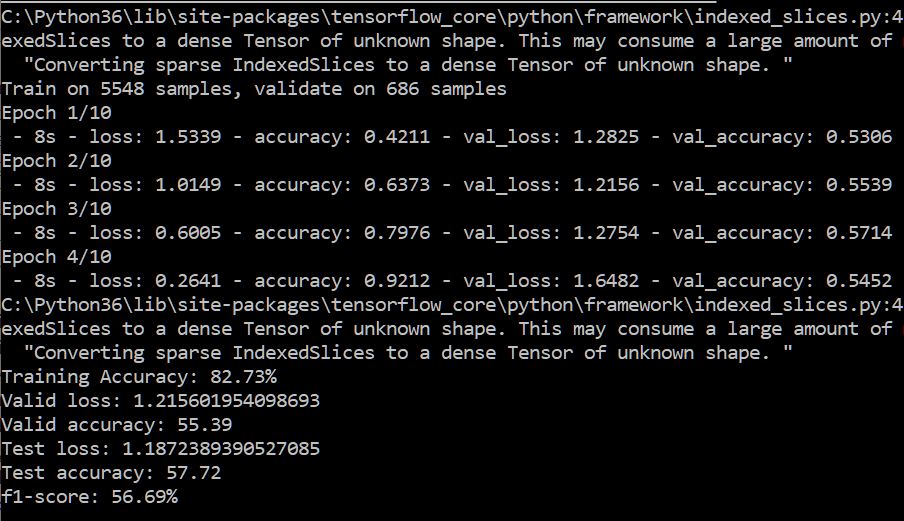 C:\Python36\lib\site-packages\tensorflow_core\python\framework\indexed_slices.py:4
exedSlices to a dense Tensor of unknown shape. This may consume a large amount of
  "Converting sparse IndexedSlices to a dense Tensor of unknown shape. "
Train on 5548 samples, validate on 686 samples
Epoch 1/10
 - 8s - loss: 1.5339 - accuracy: 0.4211 - val_loss: 1.2825 - val_accuracy: 0.5306
Epoch 2/10
 - 8s - loss: 1.0149 - accuracy: 0.6373 - val_loss: 1.2156 - val_accuracy: 0.5539
Epoch 3/10
 - 8s - loss: 0.6005 - accuracy: 0.7976 - val_loss: 1.2754 - val_accuracy: 0.5714
Epoch 4/10
 - 8s - loss: 0.2641 - accuracy: 0.9212 - val_loss: 1.6482 - val_accuracy: 0.5452
C:\Python36\lib\site-packages\tensorflow_core\python\framework\indexed_slices.py:4
exedSlices to a dense Tensor of unknown shape. This may consume a large amount of
  "Converting sparse IndexedSlices to a dense Tensor of unknown shape. "
Training Accuracy: 82.73%
Valid loss: 1.215601954098693
Valid accuracy: 55.39
Test loss: 1.1872389390527085
Test accuracy: 57.72
f1-score: 56.69%